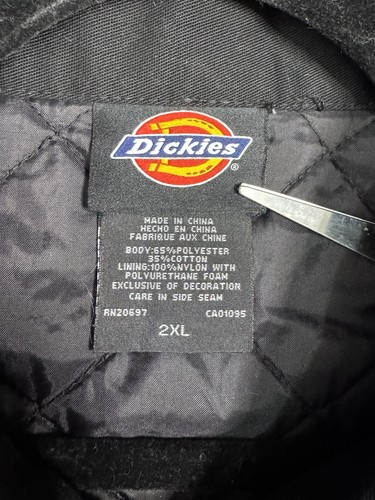 Dickies
MADE IN CHINA
HECHO EN CHINA
FABRIQUE AUX CHINE
BODY:65%POLYESTER
35%COTTON
LINING:100%NYLON WITH
POLYURETHANE FOAM
EXCLUSIVE OF DECORATION
CARE IN SIDE SEAM
RN20697 CA01095
2XL